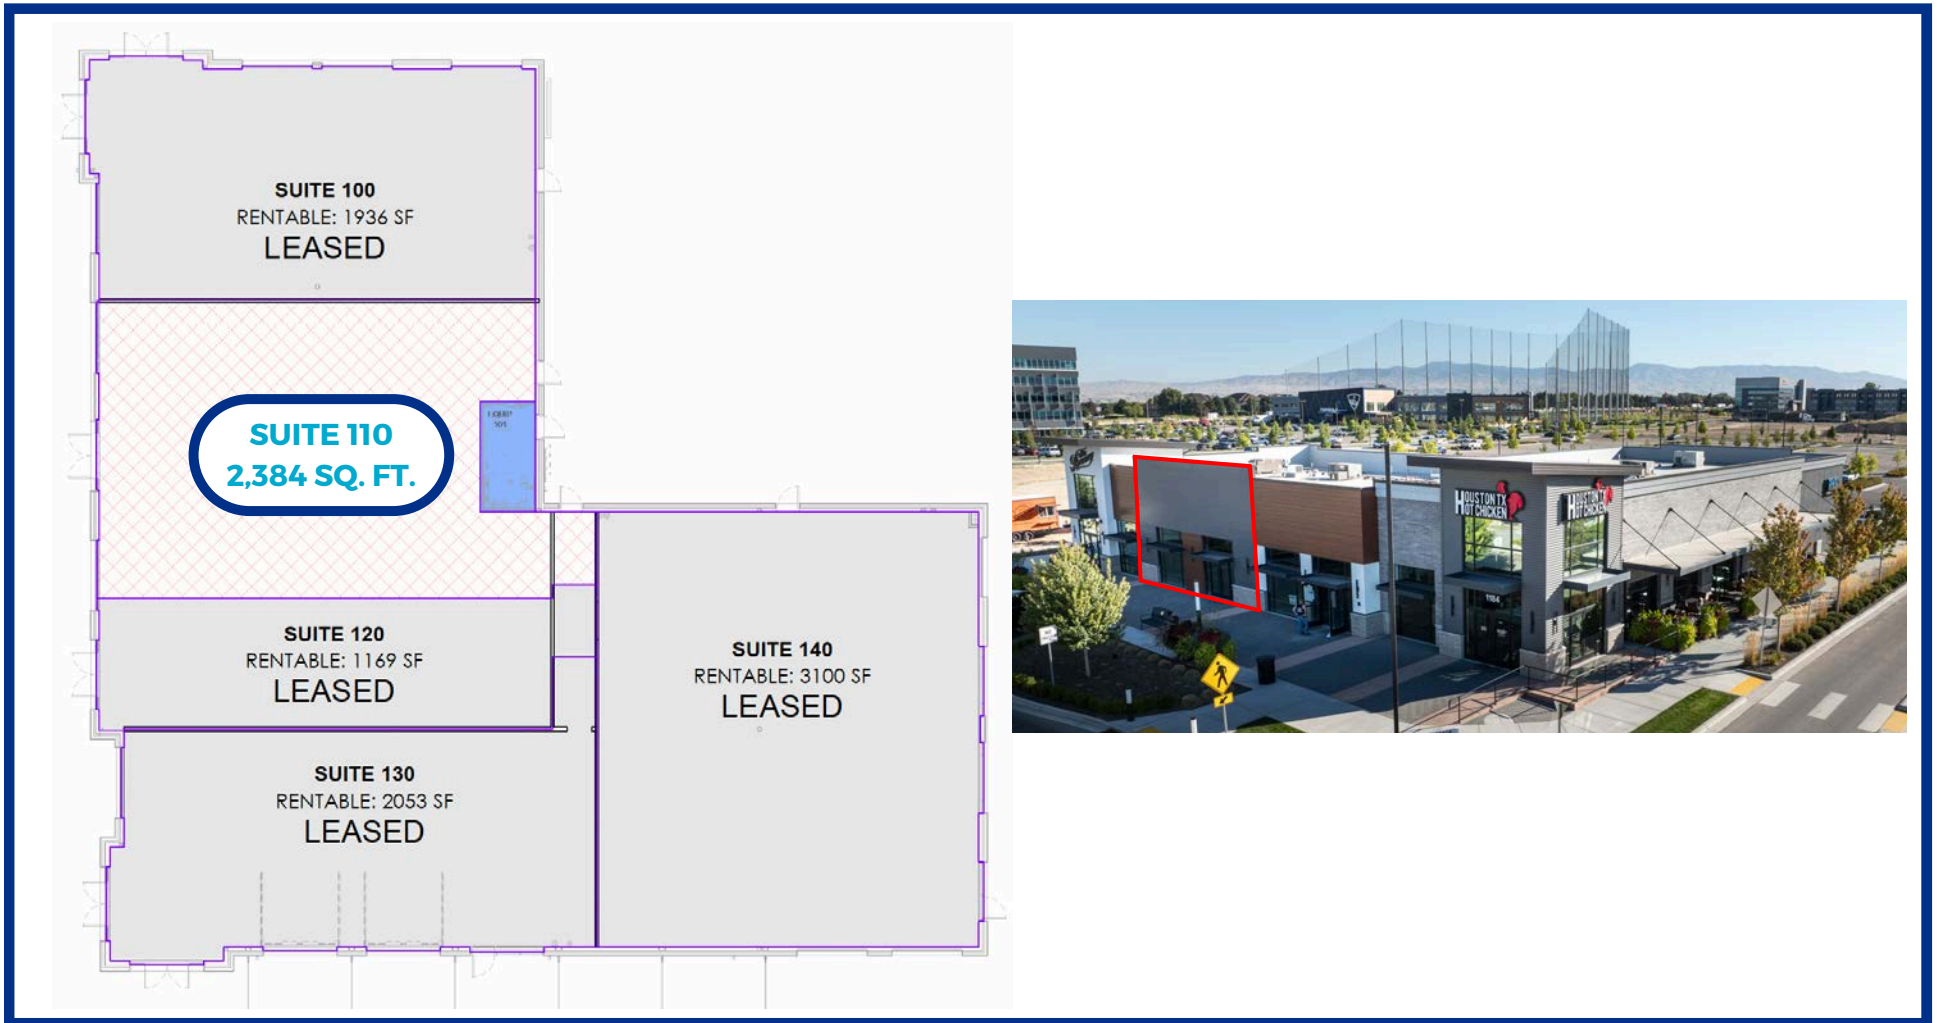 SUITE 100
RENTABLE: 1936 SF
LEASED
SUITE 110
2,384 SQ. FT.
SUITE 120
RENTABLE: 1169 SF
LEASED
SUITE 130
RENTABLE: 2053 SF
LEASED
SUITE 140
RENTABLE: 3100 SF
LEASED
HOUSTON TX
HOT CHICKEN
HOUSTON TX
HOT CHICKEN
1184